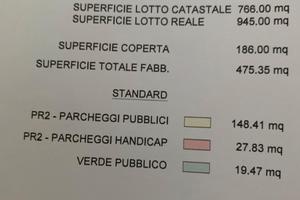 SUPERFICIE LOTTO CATASTALE 766.00 mq
SUPERFICIE LOTTO REALE 945.00 mq
SUPERFICIE COPERTA 186.00 mq
SUPERFICIE TOTALE FABB. 475.35 mq
STANDARD
PR2 - PARCHEGGI PUBBLICI 148.41 mq
PR2 - PARCHEGGI HANDICAP 27.83 mq
VERDE PUBBLICO 19.47 mq